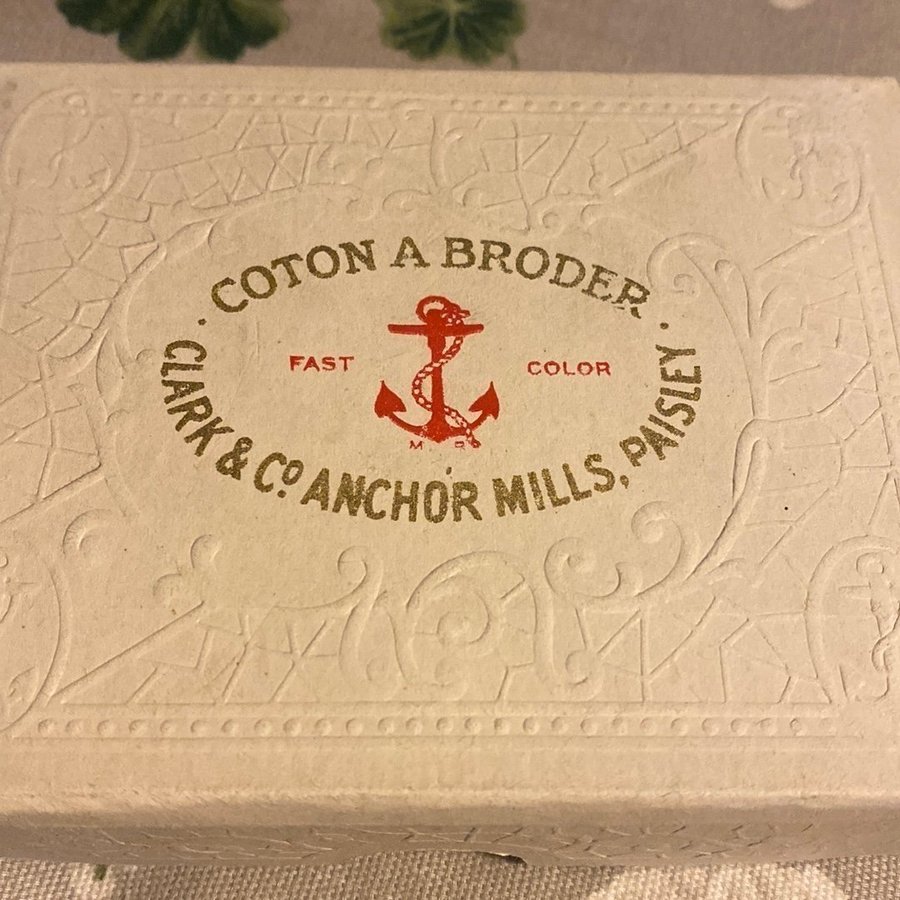 · COTON A BRODER ·
FAST COLOR
M R
CLARK & Co ANCHOR MILLS, PAISLEY